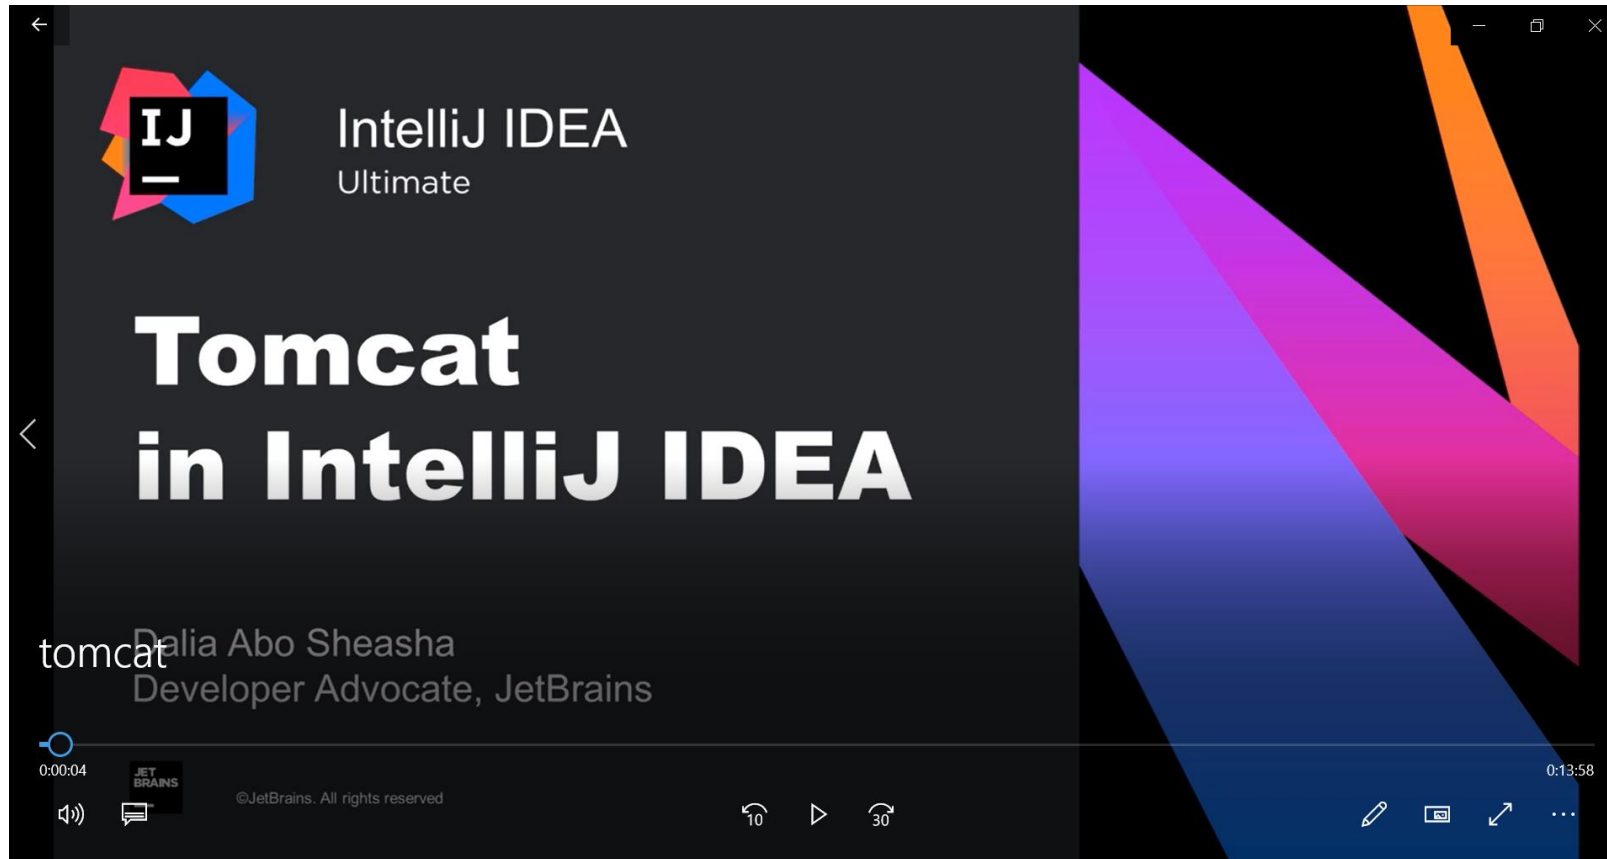 IJ
IntelliJ IDEA
Ultimate
Tomcat
in IntelliJ IDEA
Dalia Abo Sheasha
tomcat
Developer Advocate, JetBrains
0:00:04
0:13:58
JET
BRAINS
©JetBrains. All rights reserved
10
30